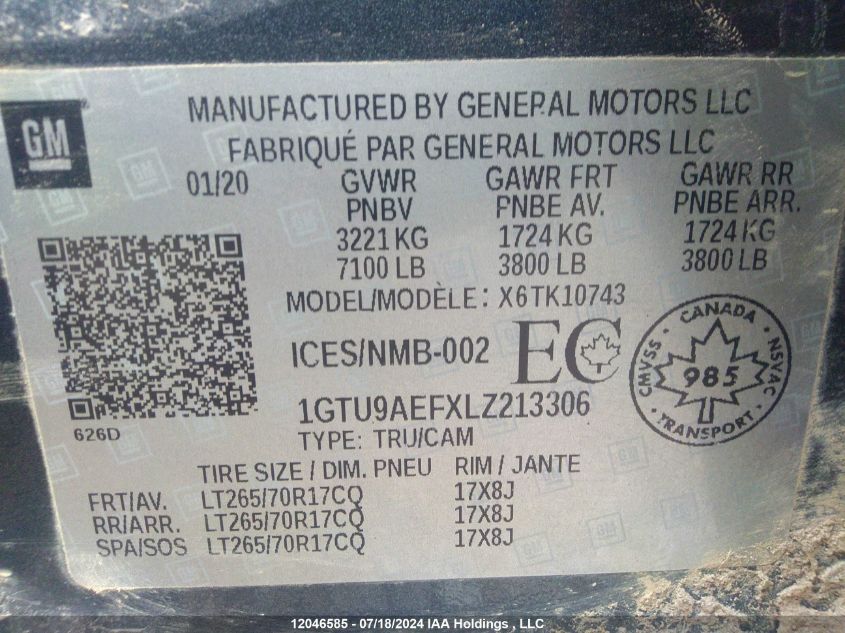 GM
MANUFACTURED BY GENERAL MOTORS LLC
FABRIQUÉ PAR GENERAL MOTORS LLC
01/20 GVWR GAWR FRT GAWR RR
PNBV PNBE AV. PNBE ARR.
3221 KG 1724 KG 1724 KG
7100 LB 3800 LB 3800 LB
MODEL/MODÈLE: X6TK10743
ICES/NMB-002 EC
CANADA
CMVSS 985 NSVAC
TRANSPORT
1GTU9AEFXLZ213306
626D
TYPE: TRU/CAM
TIRE SIZE / DIM. PNEU RIM / JANTE
FRT/AV. LT265/70R17CQ 17X8J
RR/ARR. LT265/70R17CQ 17X8J
SPA/SOS LT265/70R17CQ 17X8J
12046585 - 07/18/2024 IAA Holdings , LLC